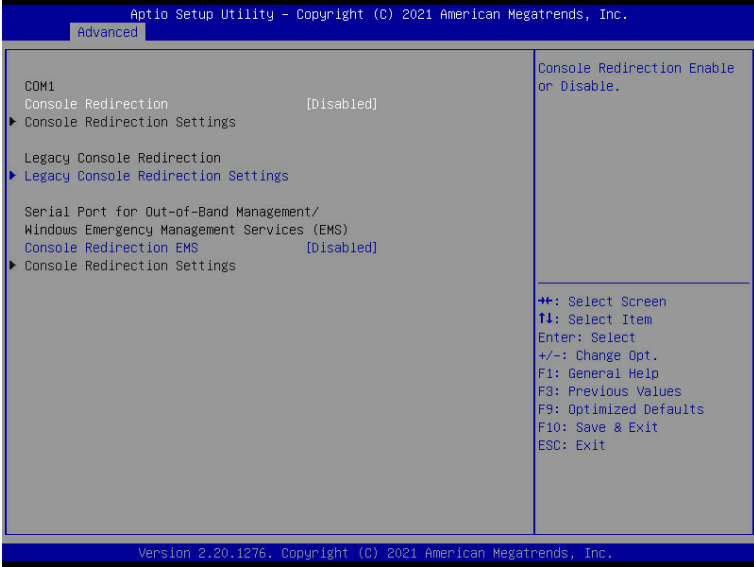 Aptio Setup Utility – Copyright (C) 2021 American Megatrends, Inc.
Advanced
COM1
Console Redirection [Disabled]
▶ Console Redirection Settings
Legacy Console Redirection
▶ Legacy Console Redirection Settings
Serial Port for Out-of-Band Management/
Windows Emergency Management Services (EMS)
Console Redirection EMS [Disabled]
▶ Console Redirection Settings
Console Redirection Enable
or Disable.
→←: Select Screen
↑↓: Select Item
Enter: Select
+/-: Change Opt.
F1: General Help
F3: Previous Values
F9: Optimized Defaults
F10: Save & Exit
ESC: Exit
Version 2.20.1276. Copyright (C) 2021 American Megatrends, Inc.